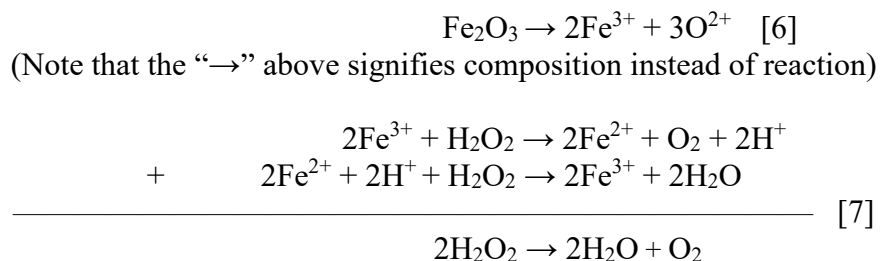 Fe₂O₃ → 2Fe³⁺ + 3O²⁺ [6]
(Note that the “→” above signifies composition instead of reaction)
2Fe³⁺ + H₂O₂ → 2Fe²⁺ + O₂ + 2H⁺
+ 2Fe²⁺ + 2H⁺ + H₂O₂ → 2Fe³⁺ + 2H₂O
[7]
2H₂O₂ → 2H₂O + O₂